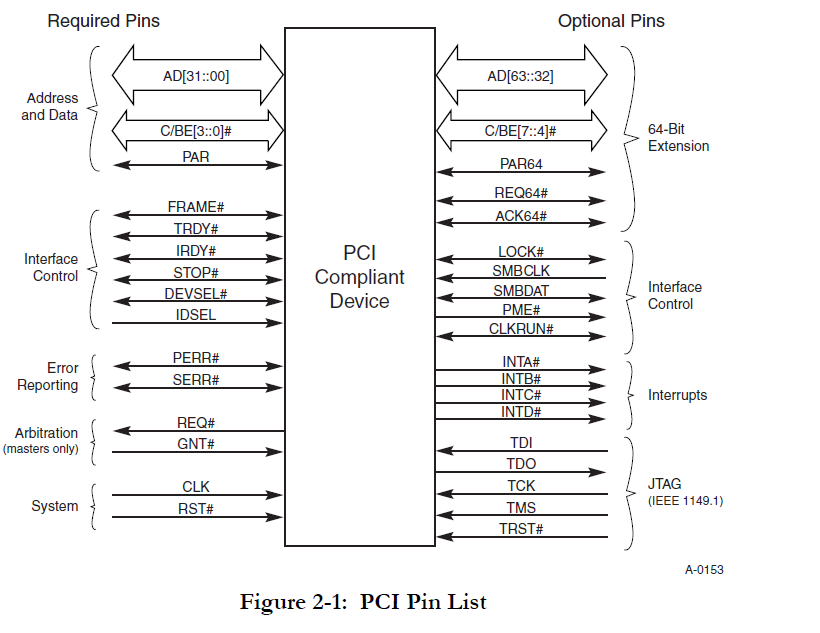 Required Pins
Optional Pins
AD[31::00]
Address
and Data
C/BE[3::0]#
PAR
FRAME#
TRDY#
IRDY#
Interface
Control
STOP#
DEVSEL#
IDSEL
PERR#
Error
Reporting
SERR#
REQ#
Arbitration
(masters only)
GNT#
CLK
System
RST#
PCI
Compliant
Device
AD[63::32]
C/BE[7::4]#
64-Bit
Extension
PAR64
REQ64#
ACK64#
LOCK#
SMBCLK
SMBDAT
Interface
Control
PME#
CLKRUN#
INTA#
INTB#
INTC#
Interrupts
INTD#
TDI
TDO
TCK
JTAG
(IEEE 1149.1)
TMS
TRST#
A-0153
Figure 2-1: PCI Pin List